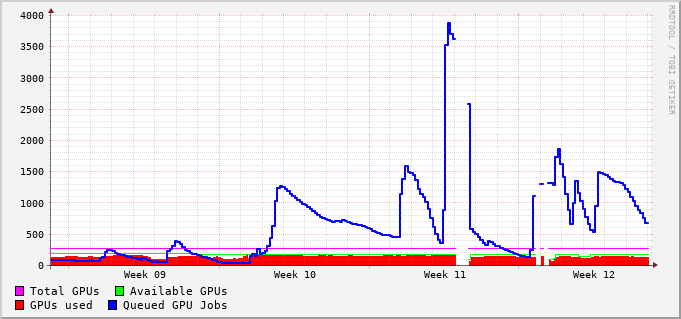 4000
3500
3000
2500
2000
1500
1000
500
0
Week 09 Week 10 Week 11 Week 12
Total GPUs Available GPUs
GPUs used Queued GPU Jobs
RRDTOOL / TOBI OETIKER